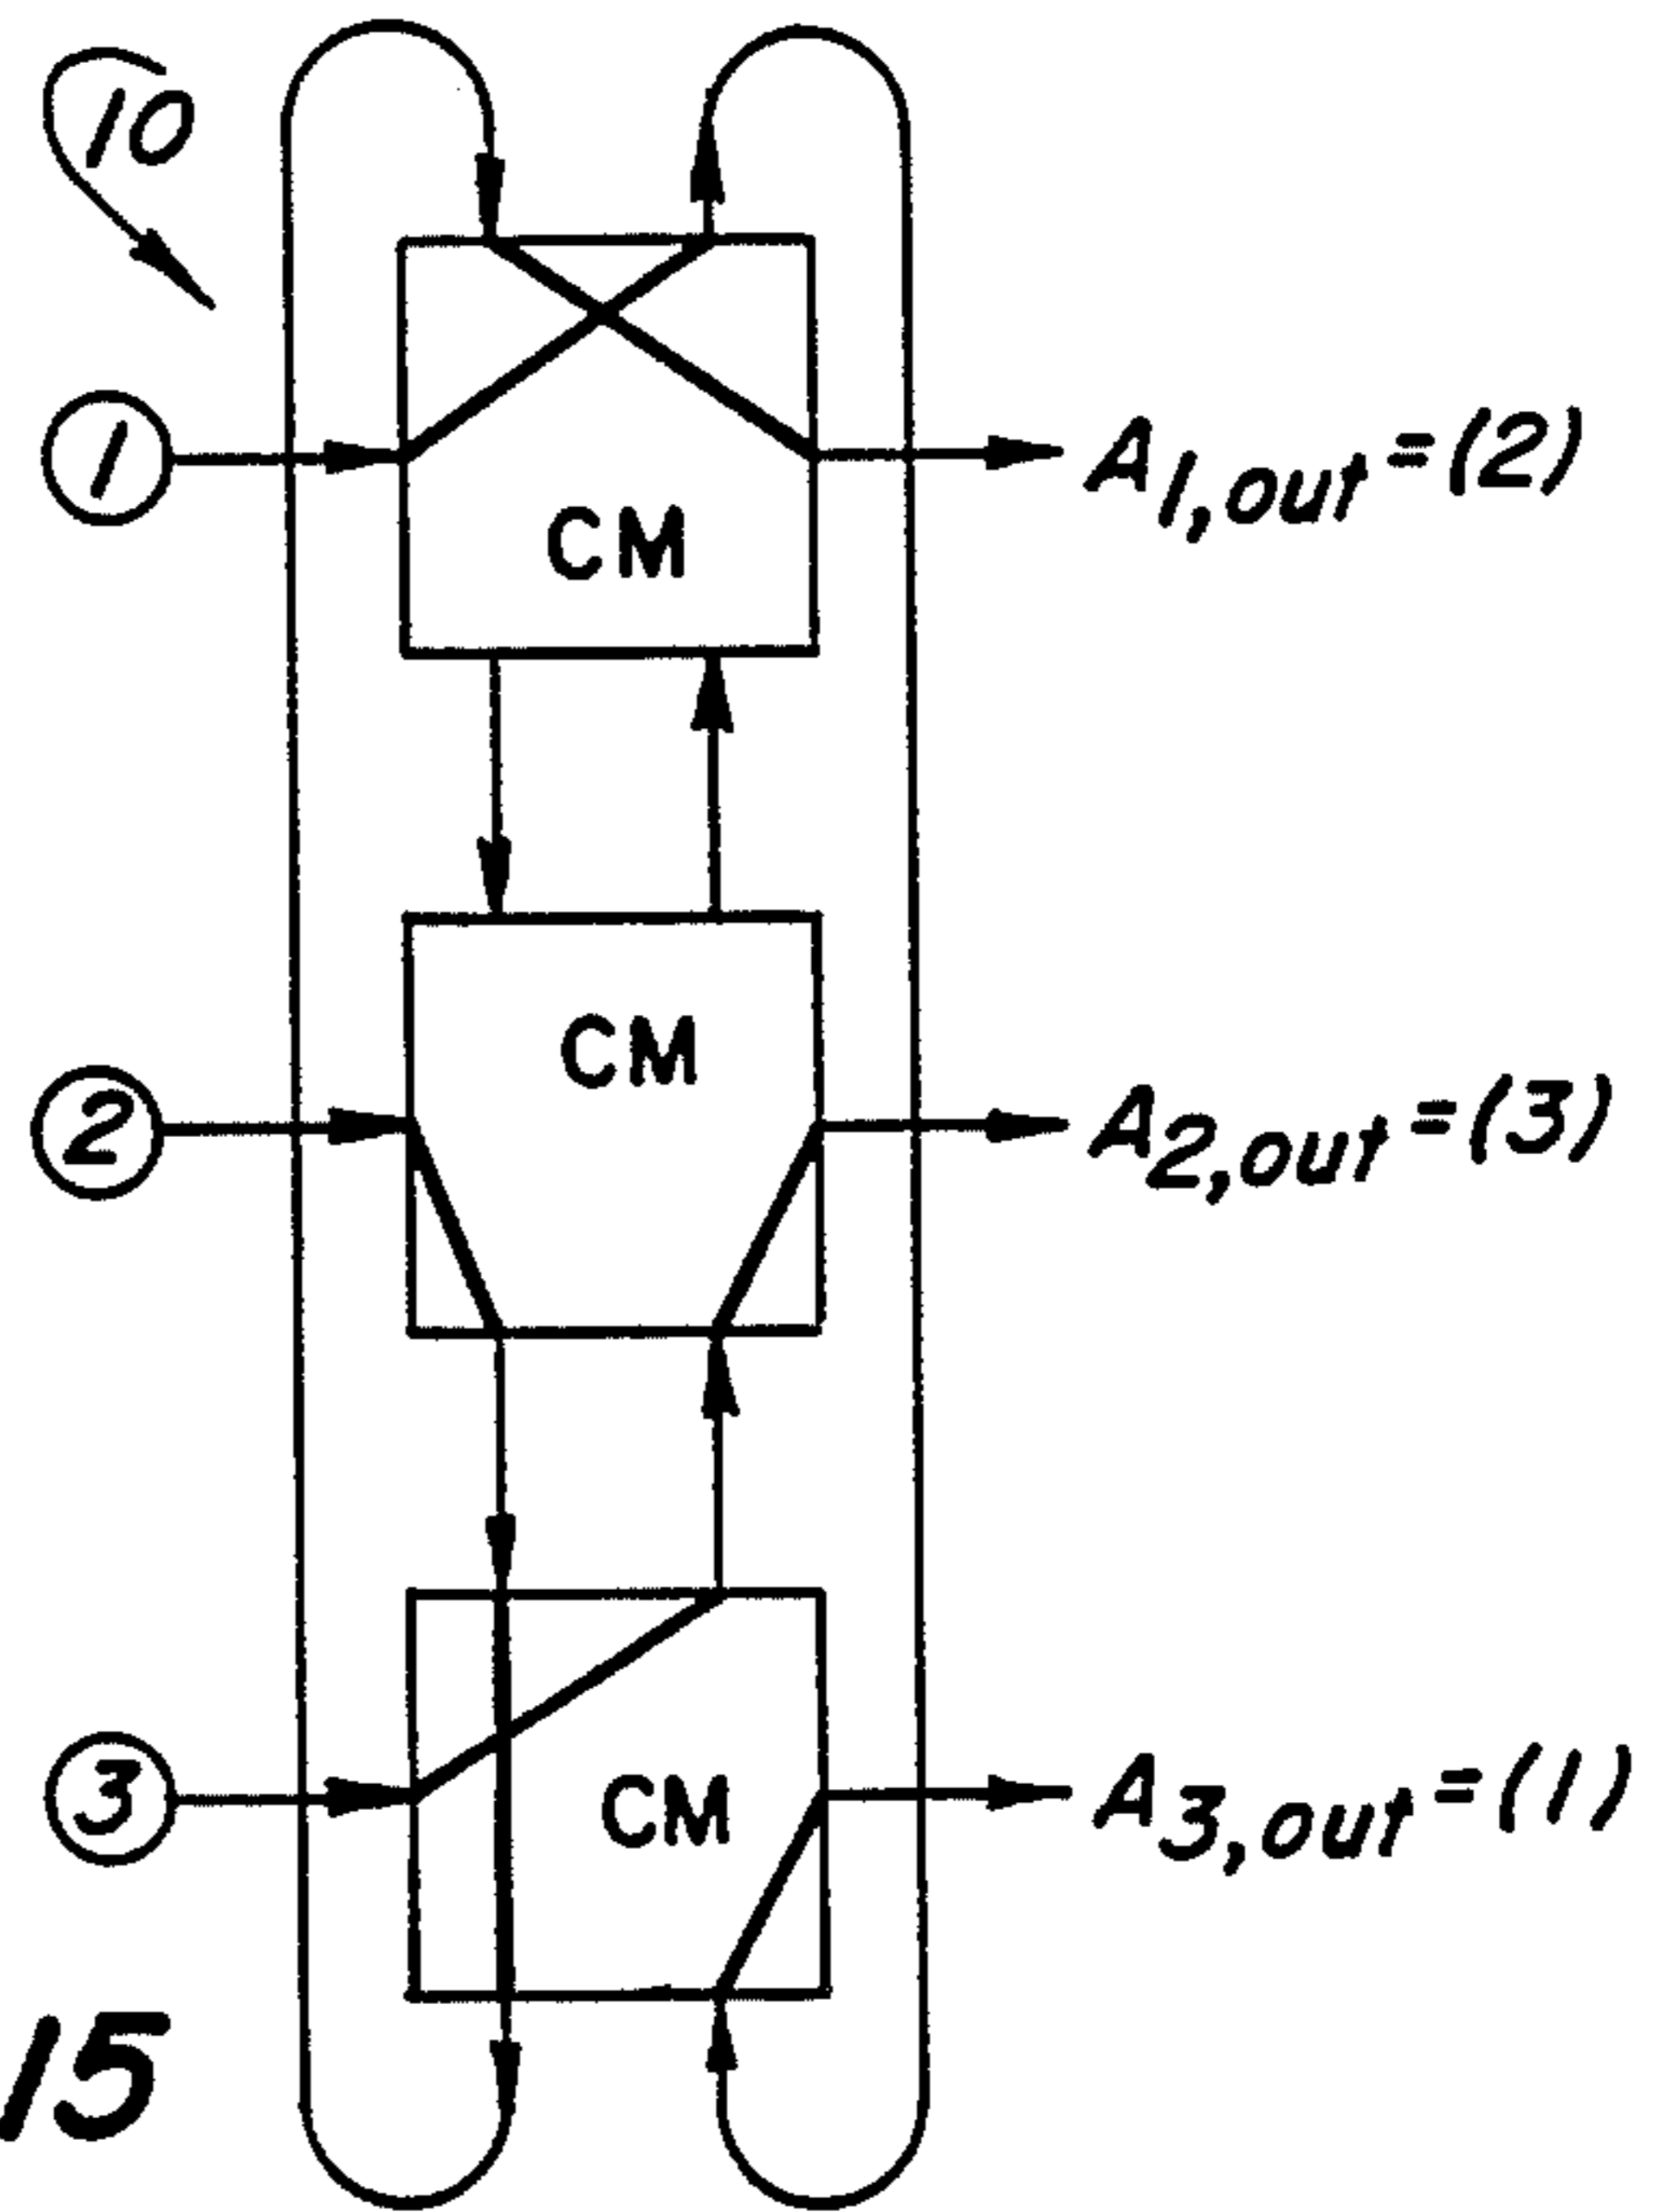 10
1
A1,out=(2)
CM
CM
2
A2,out=(3)
3
CM
A3,out=(1)
15